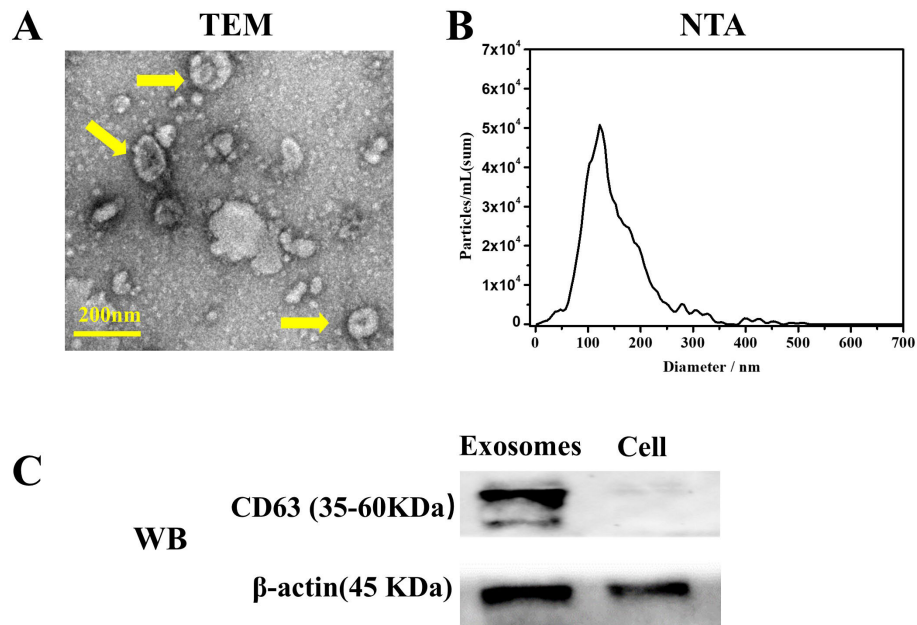 A
TEM
200nm
B
NTA
Particles/mL(sum)
7x10⁴
6x10⁴
5x10⁴
4x10⁴
3x10⁴
2x10⁴
1x10⁴
0
0 100 200 300 400 500 600 700
Diameter / nm
C
WB
Exosomes Cell
CD63 (35-60KDa)
β-actin(45 KDa)